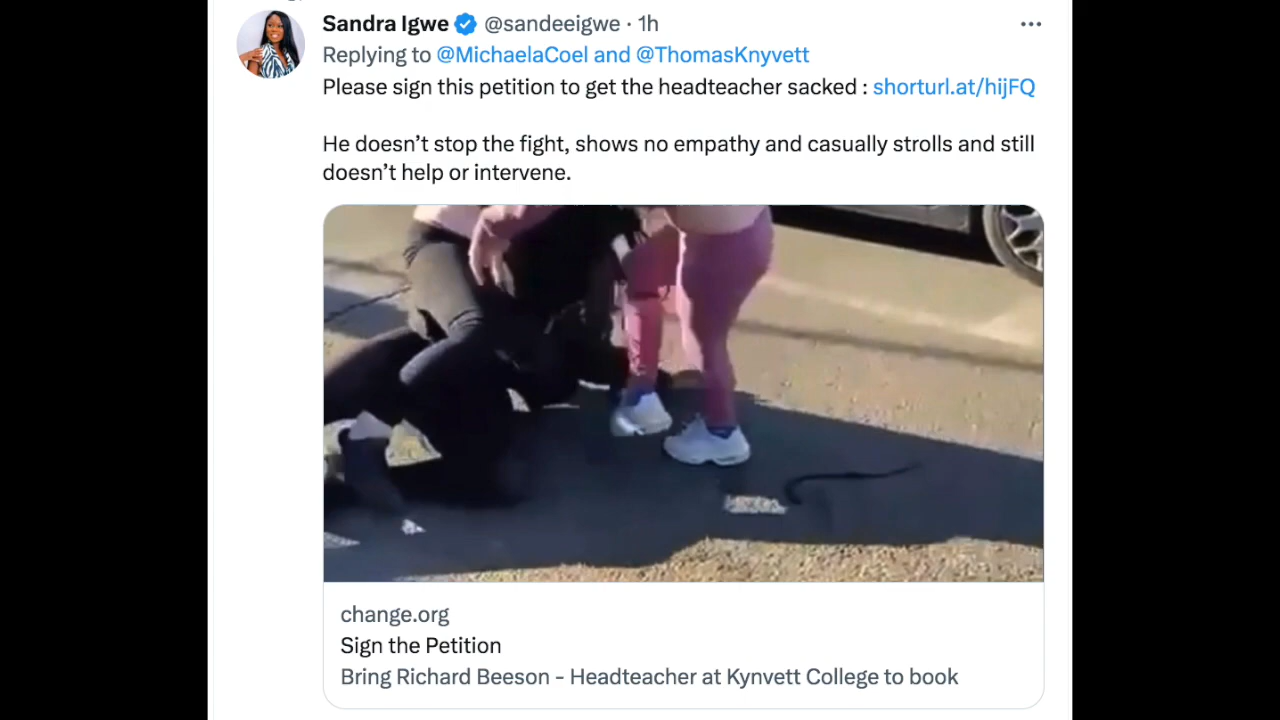 Sandra Igwe @sandeeigwe · 1h
Replying to @MichaelaCoel and @ThomasKnyvett
Please sign this petition to get the headteacher sacked : shorturl.at/hijFQ
He doesn’t stop the fight, shows no empathy and casually strolls and still
doesn’t help or intervene.
change.org
Sign the Petition
Bring Richard Beeson - Headteacher at Kynvett College to book